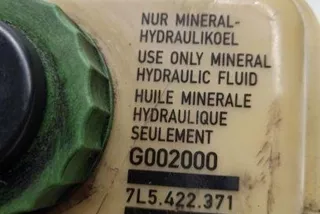 NUR MINERAL-
HYDRAULIKOEL
USE ONLY MINERAL
HYDRAULIC FLUID
HUILE MINERALE
HYDRAULIQUE
SEULEMENT
G002000
7L5.422.371